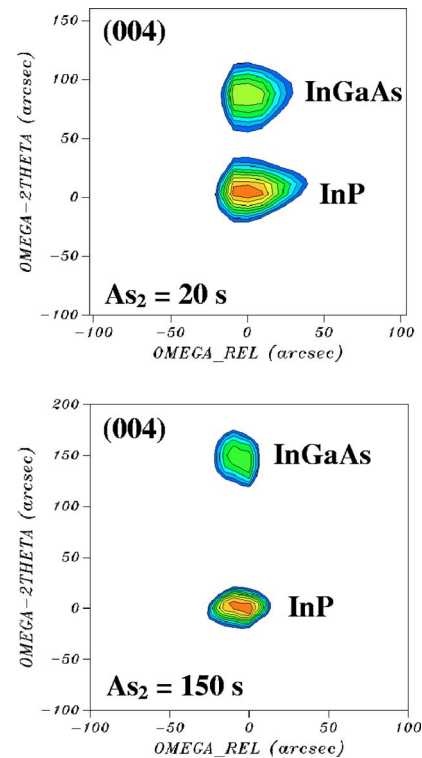 (004)
InGaAs
InP
As₂ = 20 s
150
100
50
0
−50
−100
−100
−50
0
50
100
OMEGA-2THETA (arcsec)
OMEGA_REL (arcsec)
(004)
InGaAs
InP
As₂ = 150 s
200
150
100
50
0
−50
−100
−100
−50
0
50
100
OMEGA-2THETA (arcsec)
OMEGA_REL (arcsec)